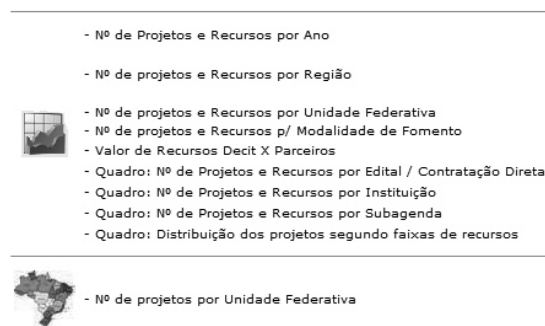 - Nº de Projetos e Recursos por Ano
- Nº de Projetos e Recursos por Região
- Nº de projetos e Recursos por Unidade Federativa
- Nº de projetos e Recursos p/ Modalidade de Fomento
- Valor de Recursos Decit X Parceiros
- Quadro: Nº de Projetos e Recursos por Edital / Contratação Direta
- Quadro: Nº de Projetos e Recursos por Instituição
- Quadro: Nº de Projetos e Recursos por Subagenda
- Quadro: Distribuição dos projetos segundo faixas de recursos
- Nº de projetos por Unidade Federativa